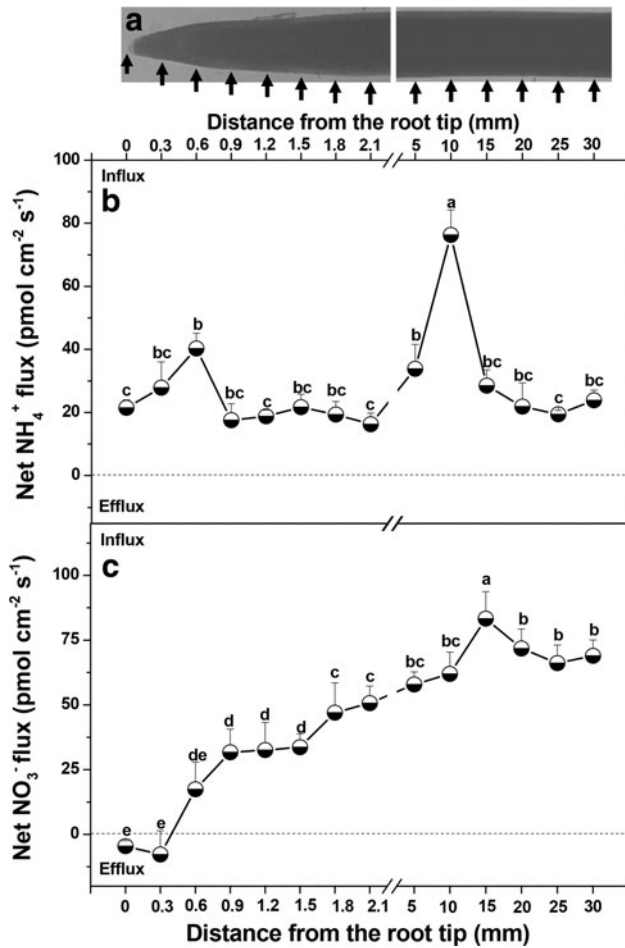 a
Distance from the root tip (mm)
0 0.3 0.6 0.9 1.2 1.5 1.8 2.1 5 10 15 20 25 30
Influx
b
Net NH₄⁺ flux (pmol cm⁻² s⁻¹)
100
80
60
40
20
0
c bc b bc c bc bc c b a bc bc c bc
Efflux
Influx
c
Net NO₃⁻ flux (pmol cm⁻² s⁻¹)
100
75
50
25
0
e e de d d d c c bc bc a b b b
Efflux
0 0.3 0.6 0.9 1.2 1.5 1.8 2.1 5 10 15 20 25 30
Distance from the root tip (mm)